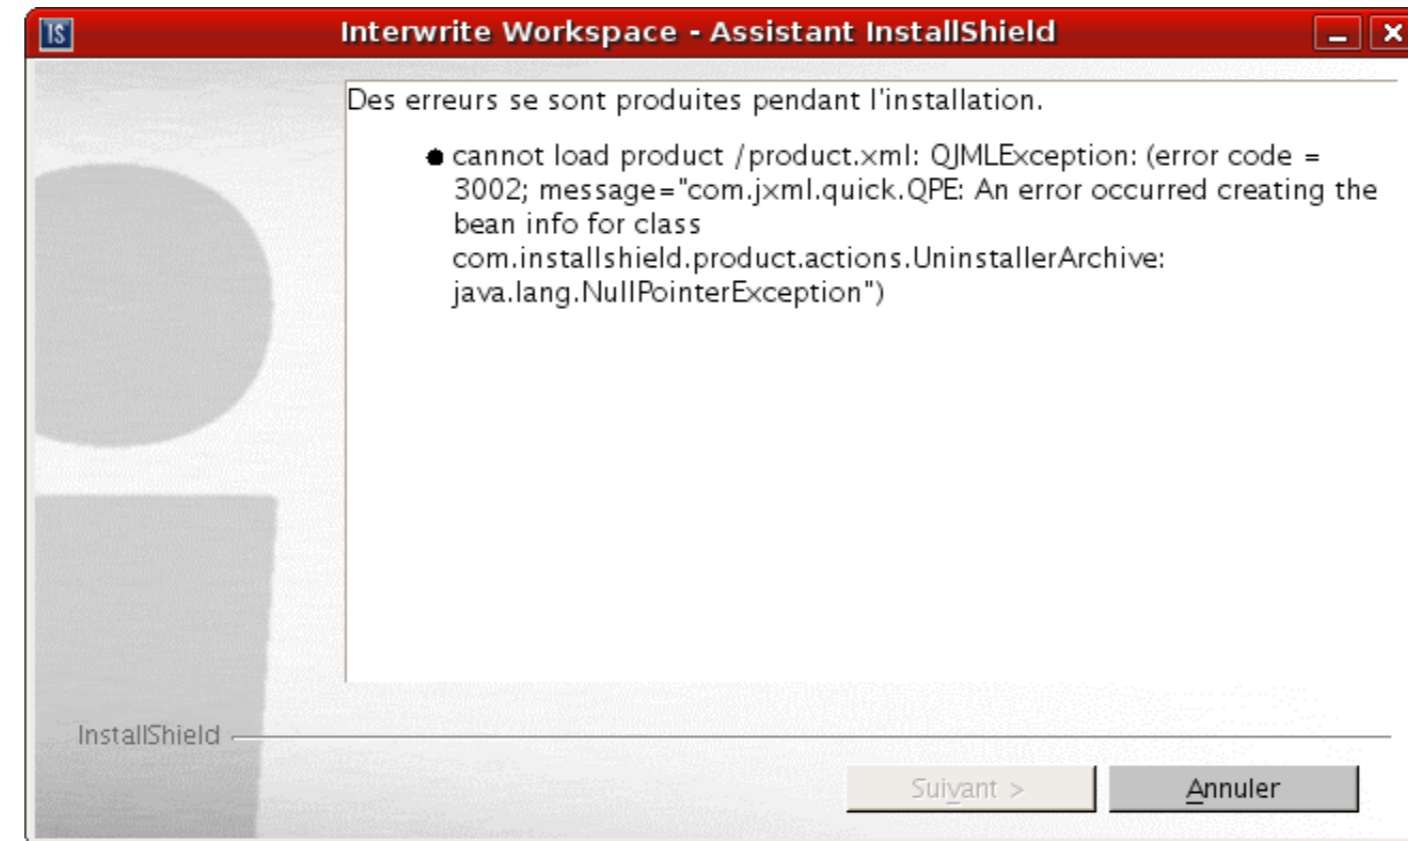 IS
Interwrite Workspace - Assistant InstallShield
Des erreurs se sont produites pendant l'installation.
cannot load product /product.xml: QJMLException: (error code =
3002; message="com.jxml.quick.QPE: An error occurred creating the
bean info for class
com.installshield.product.actions.UninstallerArchive:
java.lang.NullPointerException")
InstallShield
Suivant >
Annuler